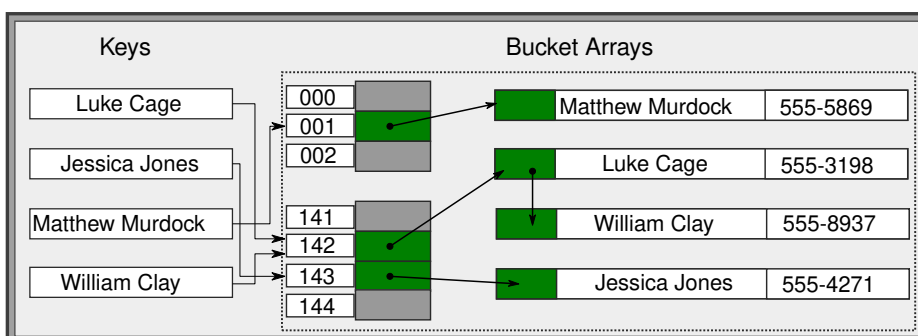 Keys
Bucket Arrays
Luke Cage
Jessica Jones
Matthew Murdock
William Clay
000
001
002
141
142
143
144
Matthew Murdock 555-5869
Luke Cage 555-3198
William Clay 555-8937
Jessica Jones 555-4271